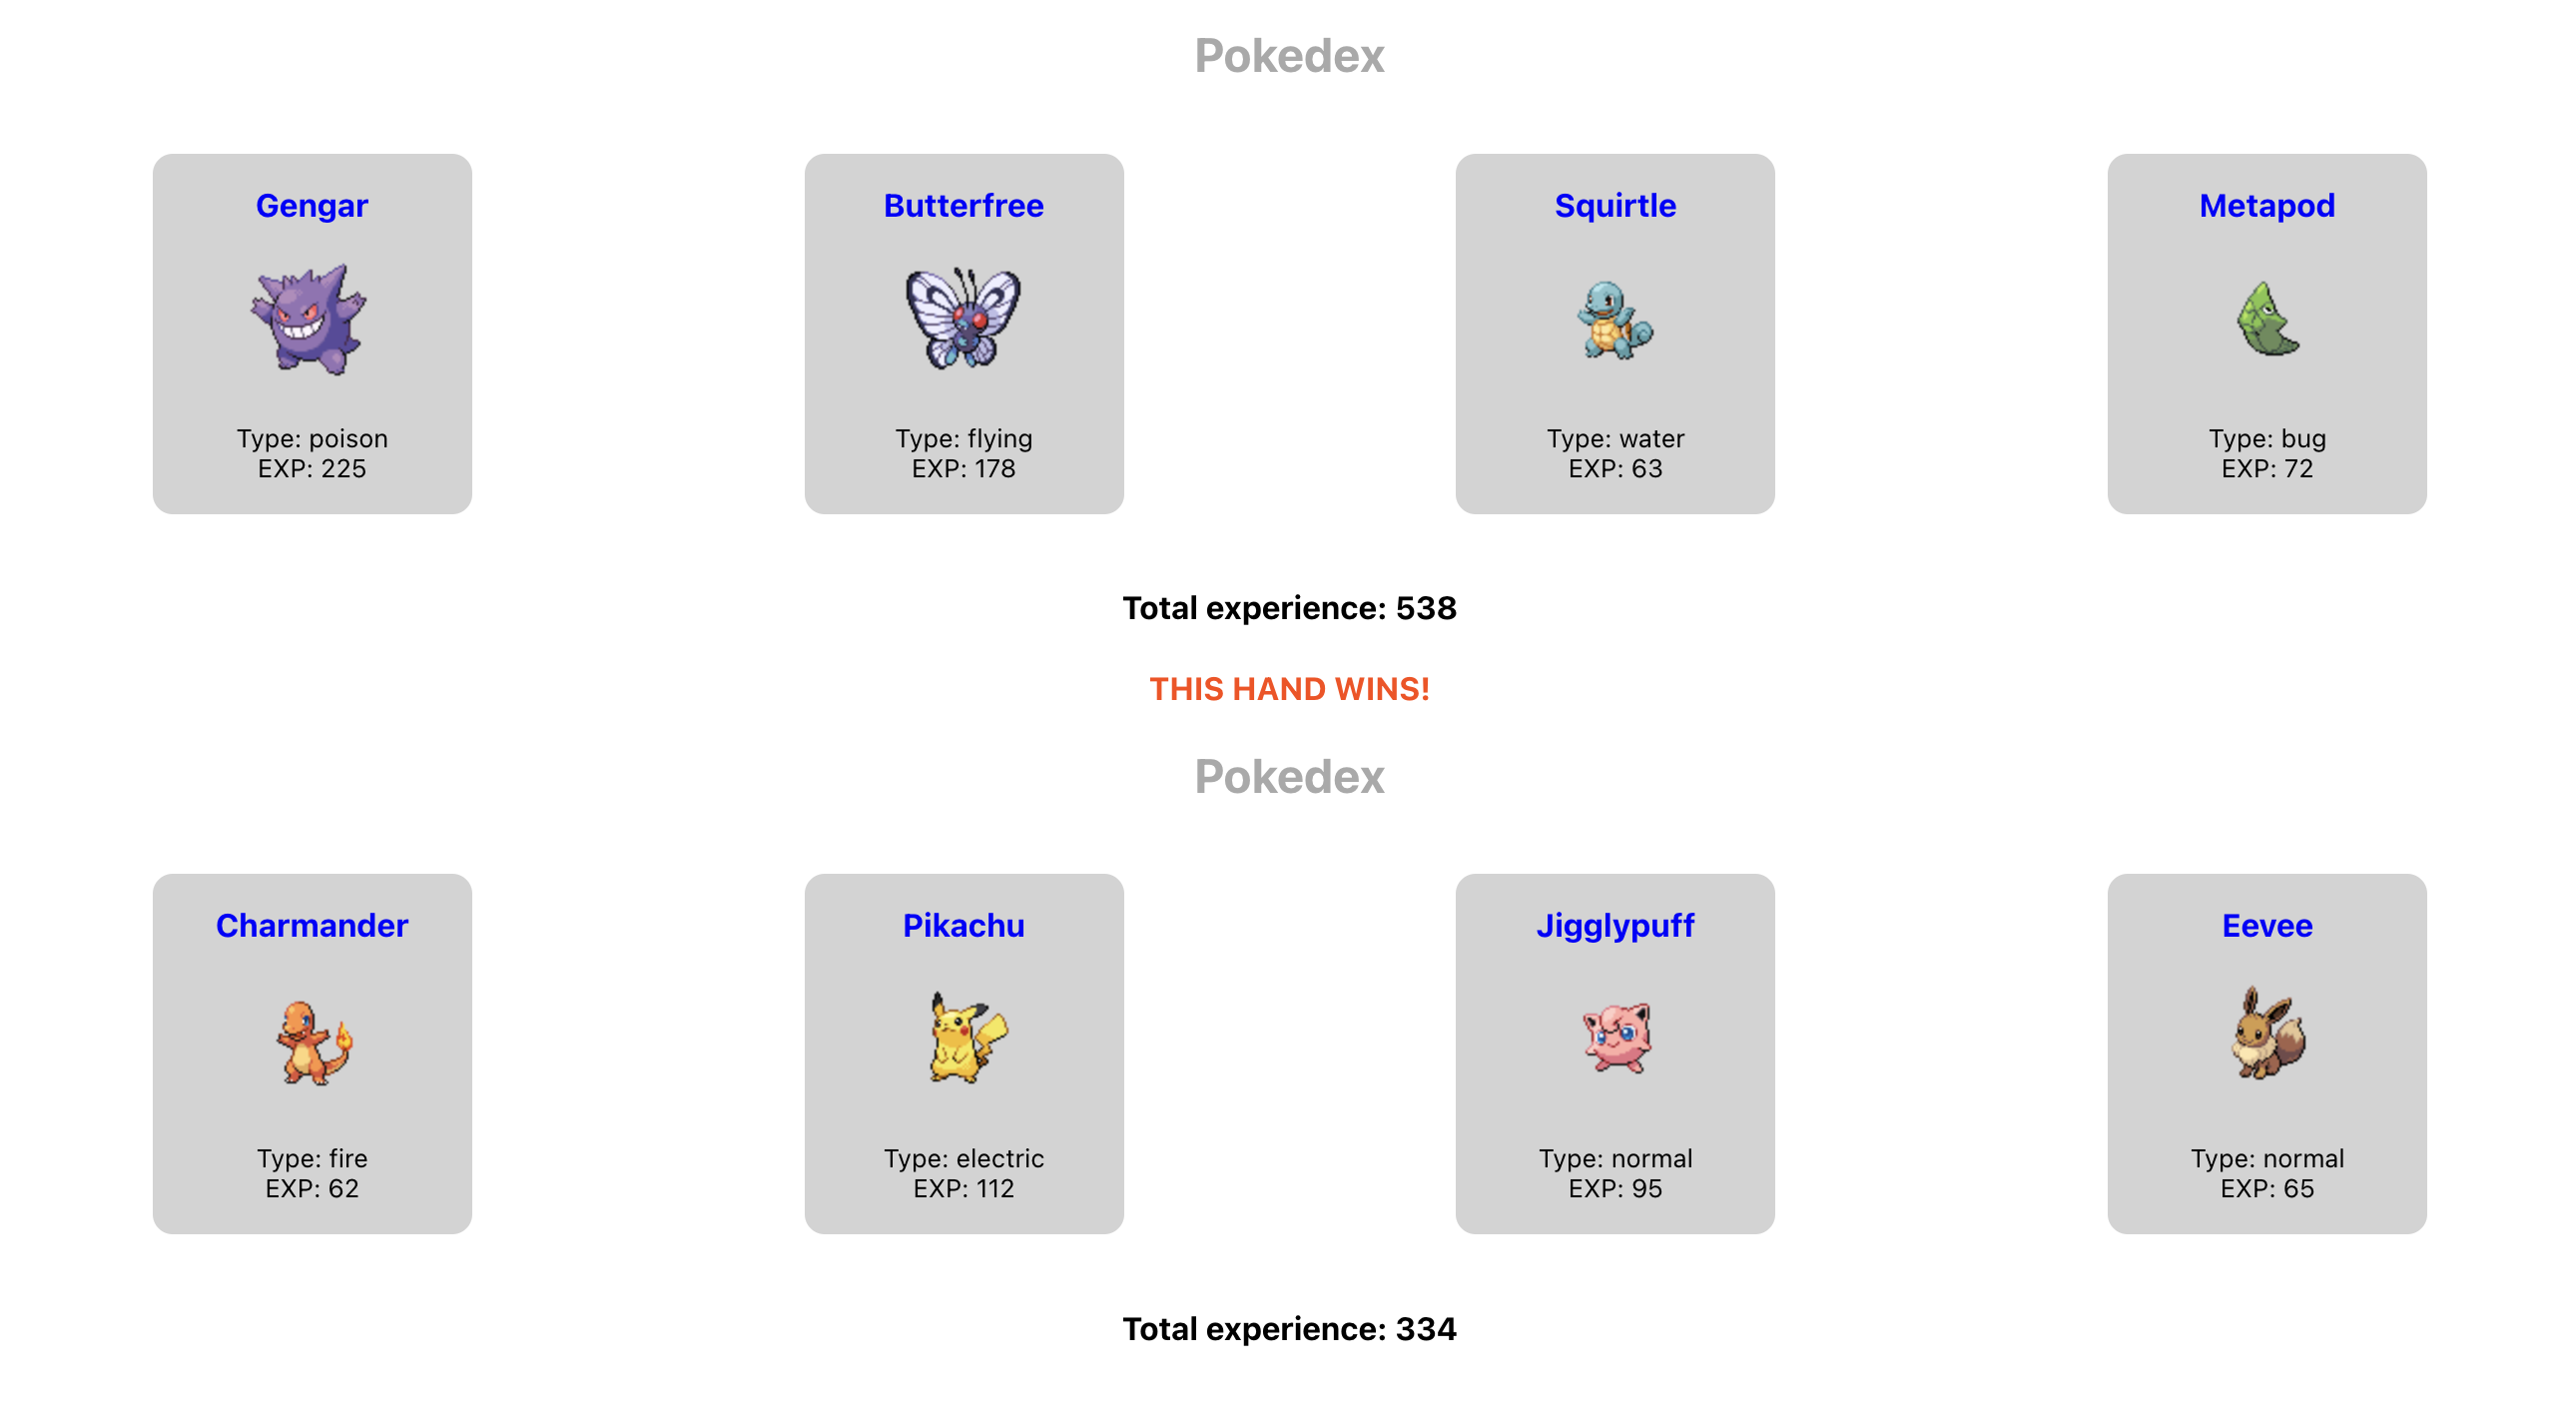 Pokedex
Gengar
Type: poison
EXP: 225
Butterfree
Type: flying
EXP: 178
Squirtle
Type: water
EXP: 63
Metapod
Type: bug
EXP: 72
Total experience: 538
THIS HAND WINS!
Pokedex
Charmander
Type: fire
EXP: 62
Pikachu
Type: electric
EXP: 112
Jigglypuff
Type: normal
EXP: 95
Eevee
Type: normal
EXP: 65
Total experience: 334